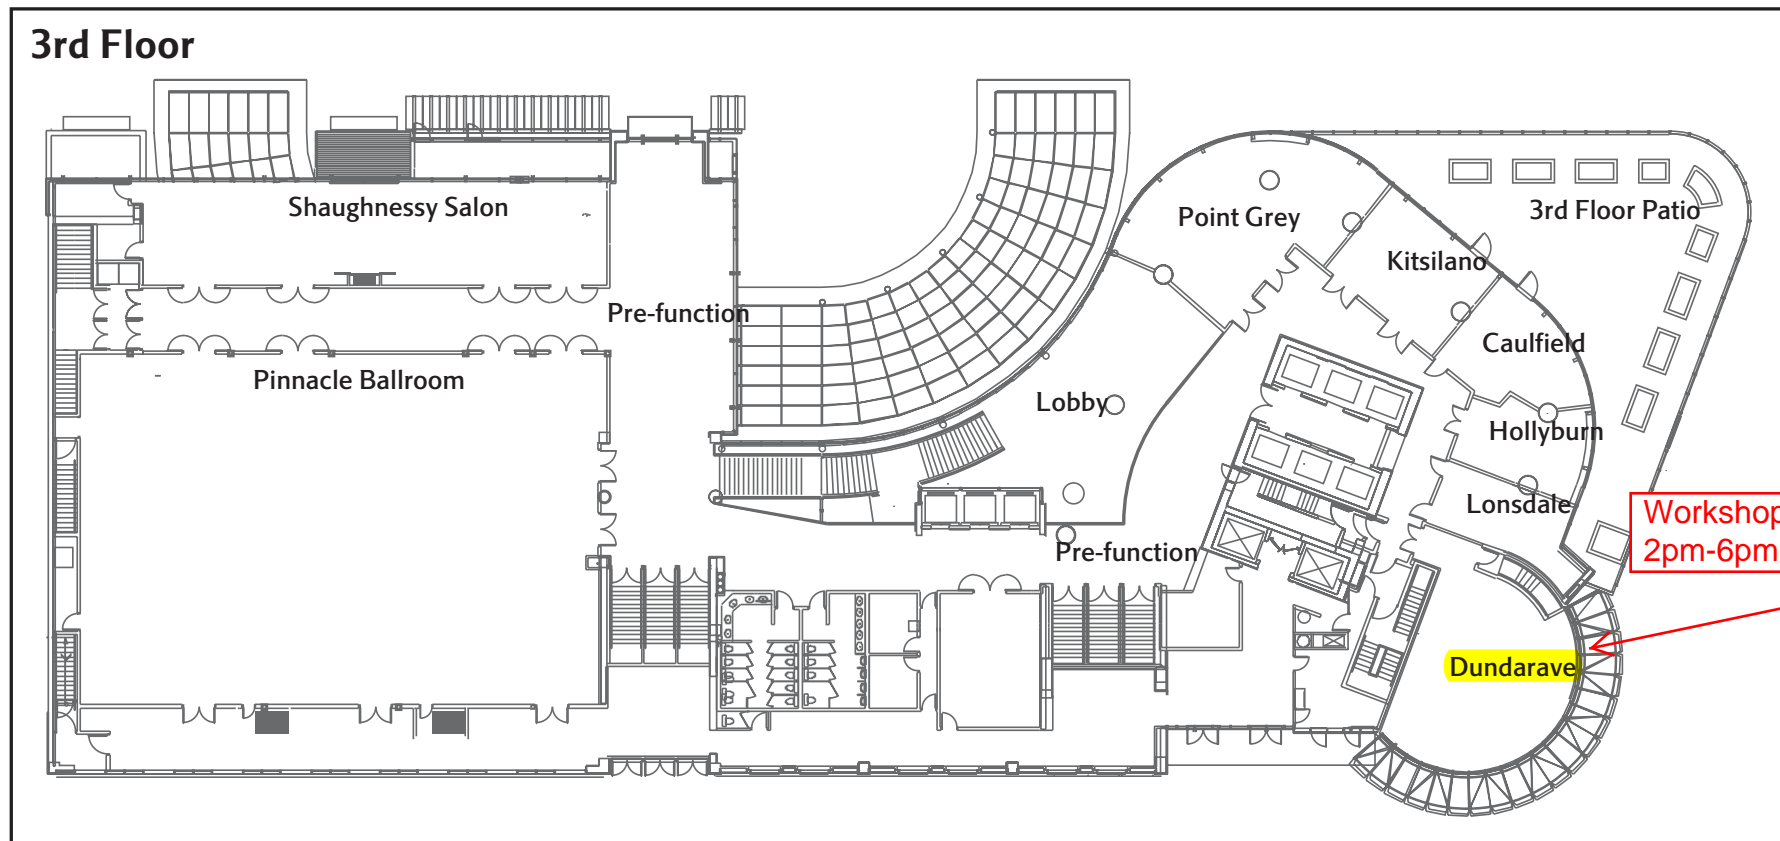 3rd Floor
Shaughnessy Salon
Point Grey
3rd Floor Patio
Kitsilano
Pre-function
Caulfield
Pinnacle Ballroom
Lobby
Hollyburn
Lonsdale
Workshop
2pm-6pm
Pre-function
Dundarave